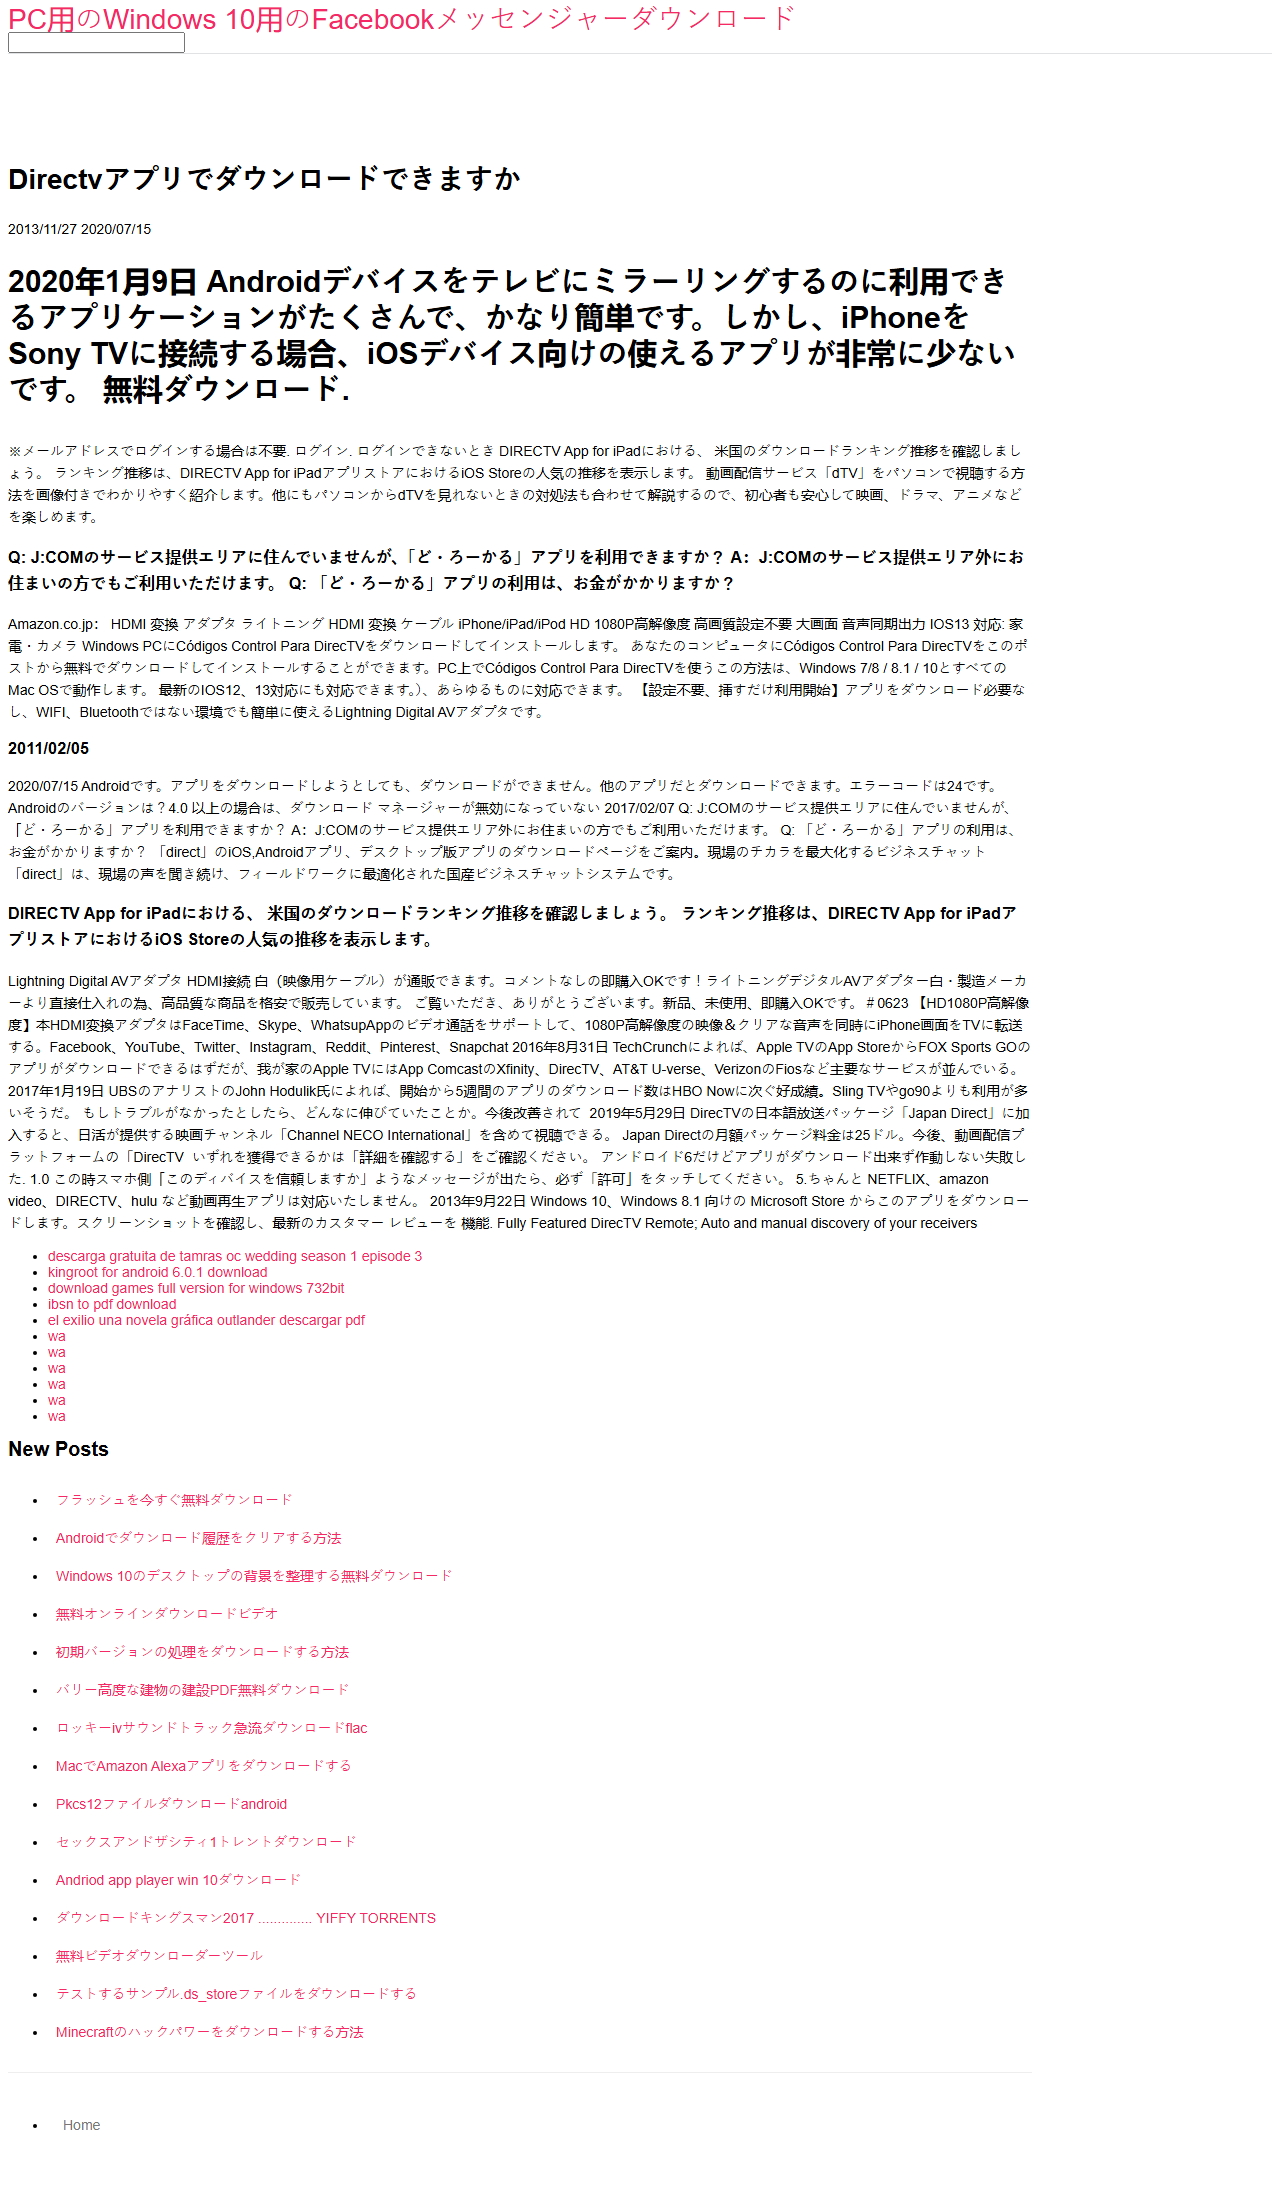 PC用のWindows 10用のFacebookメッセンジャーダウンロード
Directvアプリでダウンロードできますか
2013/11/27 2020/07/15
2020年1月9日 Androidデバイスをテレビにミラーリングするのに利用でき
るアプリケーションがたくさんで、かなり簡単です。しかし、iPhoneを
Sony TVに接続する場合、iOSデバイス向けの使えるアプリが非常に少ない
です。 無料ダウンロード.
※メールアドレスでログインする場合は不要. ログイン. ログインできないとき DIRECTV App for iPadにおける、 米国のダウンロードランキング推移を確認しまし
ょう。 ランキング推移は、DIRECTV App for iPadアプリストアにおけるiOS Storeの人気の推移を表示します。 動画配信サービス「dTV」をパソコンで視聴する方
法を画像付きでわかりやすく紹介します。他にもパソコンからdTVを見れないときの対処法も合わせて解説するので、初心者も安心して映画、ドラマ、アニメなど
を楽しめます。
Q: J:COMのサービス提供エリアに住んでいませんが、「ど・ろーかる」アプリを利用できますか？ A：J:COMのサービス提供エリア外にお
住まいの方でもご利用いただけます。 Q: 「ど・ろーかる」アプリの利用は、お金がかかりますか？
Amazon.co.jp： HDMI 変換 アダプタ ライトニング HDMI 変換 ケーブル iPhone/iPad/iPod HD 1080P高解像度 高画質設定不要 大画面 音声同期出力 IOS13 対応: 家
電・カメラ Windows PCにCódigos Control Para DirecTVをダウンロードしてインストールします。 あなたのコンピュータにCódigos Control Para DirecTVをこのポ
ストから無料でダウンロードしてインストールすることができます。PC上でCódigos Control Para DirecTVを使うこの方法は、Windows 7/8 / 8.1 / 10とすべての
Mac OSで動作します。 最新のIOS12、13対応にも対応できます。)、あらゆるものに対応できます。 【設定不要、挿すだけ利用開始】アプリをダウンロード必要な
し、WIFI、Bluetoothではない環境でも簡単に使えるLightning Digital AVアダプタです。
2011/02/05
2020/07/15 Androidです。アプリをダウンロードしようとしても、ダウンロードができません。他のアプリだとダウンロードできます。エラーコードは24です。
Androidのバージョンは？4.0 以上の場合は、ダウンロード マネージャーが無効になっていない 2017/02/07 Q: J:COMのサービス提供エリアに住んでいませんが、
「ど・ろーかる」アプリを利用できますか？ A：J:COMのサービス提供エリア外にお住まいの方でもご利用いただけます。 Q: 「ど・ろーかる」アプリの利用は、
お金がかかりますか？ 「direct」のiOS,Androidアプリ、デスクトップ版アプリのダウンロードページをご案内。現場のチカラを最大化するビジネスチャット
「direct」は、現場の声を聞き続け、フィールドワークに最適化された国産ビジネスチャットシステムです。
DIRECTV App for iPadにおける、 米国のダウンロードランキング推移を確認しましょう。 ランキング推移は、DIRECTV App for iPadア
プリストアにおけるiOS Storeの人気の推移を表示します。
Lightning Digital AVアダプタ HDMI接続 白（映像用ケーブル）が通販できます。コメントなしの即購入OKです！ライトニングデジタルAVアダプター白・製造メーカ
ーより直接仕入れの為、高品質な商品を格安で販売しています。 ご覧いただき、ありがとうございます。新品、未使用、即購入OKです。＃0623 【HD1080P高解像
度】本HDMI変換アダプタはFaceTime、Skype、WhatsupAppのビデオ通話をサポートして、1080P高解像度の映像＆クリアな音声を同時にiPhone画面をTVに転送
する。Facebook、YouTube、Twitter、Instagram、Reddit、Pinterest、Snapchat 2016年8月31日 TechCrunchによれば、Apple TVのApp StoreからFOX Sports GOの
アプリがダウンロードできるはずだが、我が家のApple TVにはApp ComcastのXfinity、DirecTV、AT&T U-verse、VerizonのFiosなど主要なサービスが並んでいる。
2017年1月19日 UBSのアナリストのJohn Hodulik氏によれば、開始から5週間のアプリのダウンロード数はHBO Nowに次ぐ好成績。Sling TVやgo90よりも利用が多
いそうだ。 もしトラブルがなかったとしたら、どんなに伸びていたことか。今後改善されて  2019年5月29日 DirecTVの日本語放送パッケージ「Japan Direct」に加
入すると、日活が提供する映画チャンネル「Channel NECO International」を含めて視聴できる。 Japan Directの月額パッケージ料金は25ドル。今後、動画配信プ
ラットフォームの「DirecTV  いずれを獲得できるかは「詳細を確認する」をご確認ください。 アンドロイド6だけどアプリがダウンロード出来ず作動しない失敗し
た. 1.0 この時スマホ側「このディバイスを信頼しますか」ようなメッセージが出たら、必ず「許可」をタッチしてください。 5.ちゃんと NETFLIX、amazon
video、DIRECTV、hulu など動画再生アプリは対応いたしません。 2013年9月22日 Windows 10、Windows 8.1 向けの Microsoft Store からこのアプリをダウンロー
ドします。スクリーンショットを確認し、最新のカスタマー レビューを 機能. Fully Featured DirecTV Remote; Auto and manual discovery of your receivers
descarga gratuita de tamras oc wedding season 1 episode 3
kingroot for android 6.0.1 download
download games full version for windows 732bit
ibsn to pdf download
el exilio una novela gráfica outlander descargar pdf
wa
wa
wa
wa
wa
wa
New Posts
フラッシュを今すぐ無料ダウンロード
Androidでダウンロード履歴をクリアする方法
Windows 10のデスクトップの背景を整理する無料ダウンロード
無料オンラインダウンロードビデオ
初期バージョンの処理をダウンロードする方法
バリー高度な建物の建設PDF無料ダウンロード
ロッキーivサウンドトラック急流ダウンロードflac
MacでAmazon Alexaアプリをダウンロードする
Pkcs12ファイルダウンロードandroid
セックスアンドザシティ1トレントダウンロード
Andriod app player win 10ダウンロード
ダウンロードキングスマン2017 .............. YIFFY TORRENTS
無料ビデオダウンローダーツール
テストするサンプル.ds_storeファイルをダウンロードする
Minecraftのハックパワーをダウンロードする方法
Home